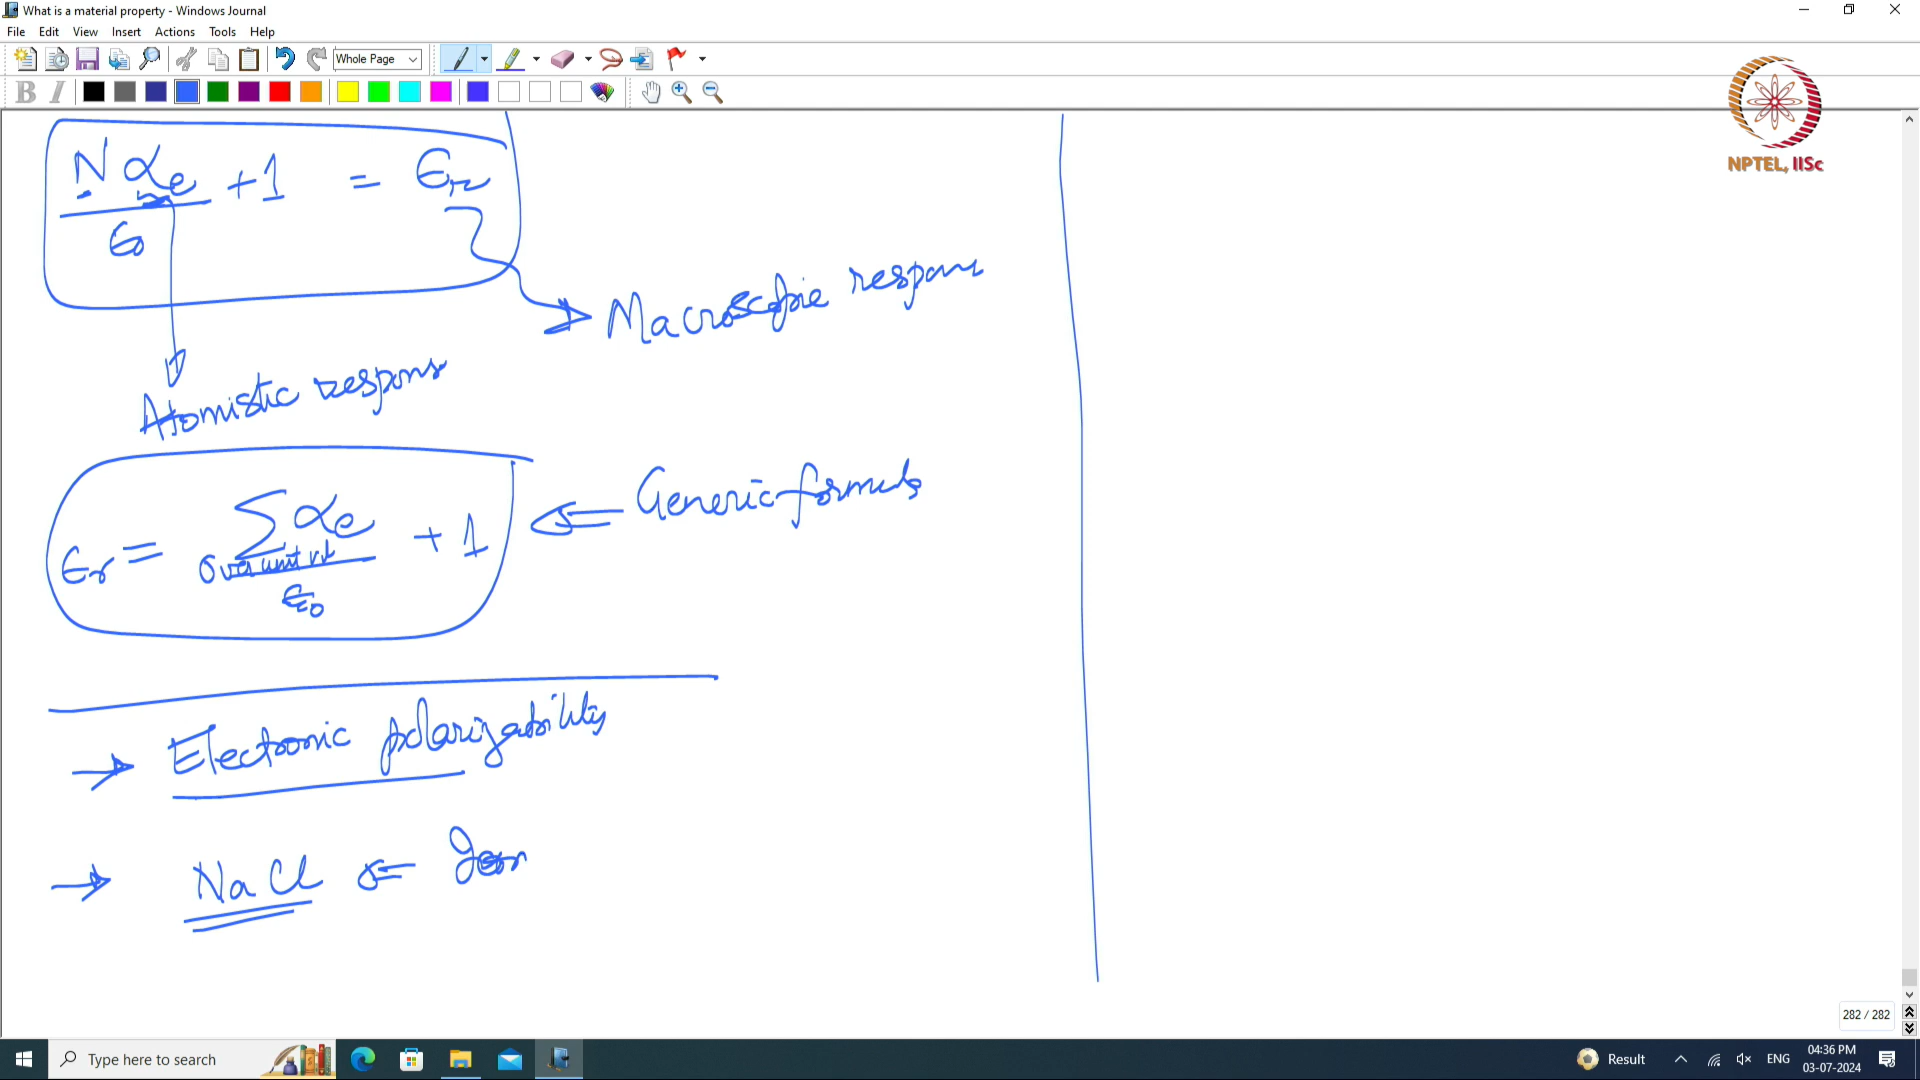 What is a material property - Windows Journal
File Edit View Insert Actions Tools Help
Whole Page
B I
NPTEL, IISc
N αe / ε0 + 1 = εr
Macroscopic respons
Atomistic respons
εr = Σ αe over unit vol / ε0 + 1 ⇐ Generic formula
→ Electronic polarizability
→ NaCl ⇐
282 / 282
Type here to search
Result
ENG
04:36 PM
03-07-2024